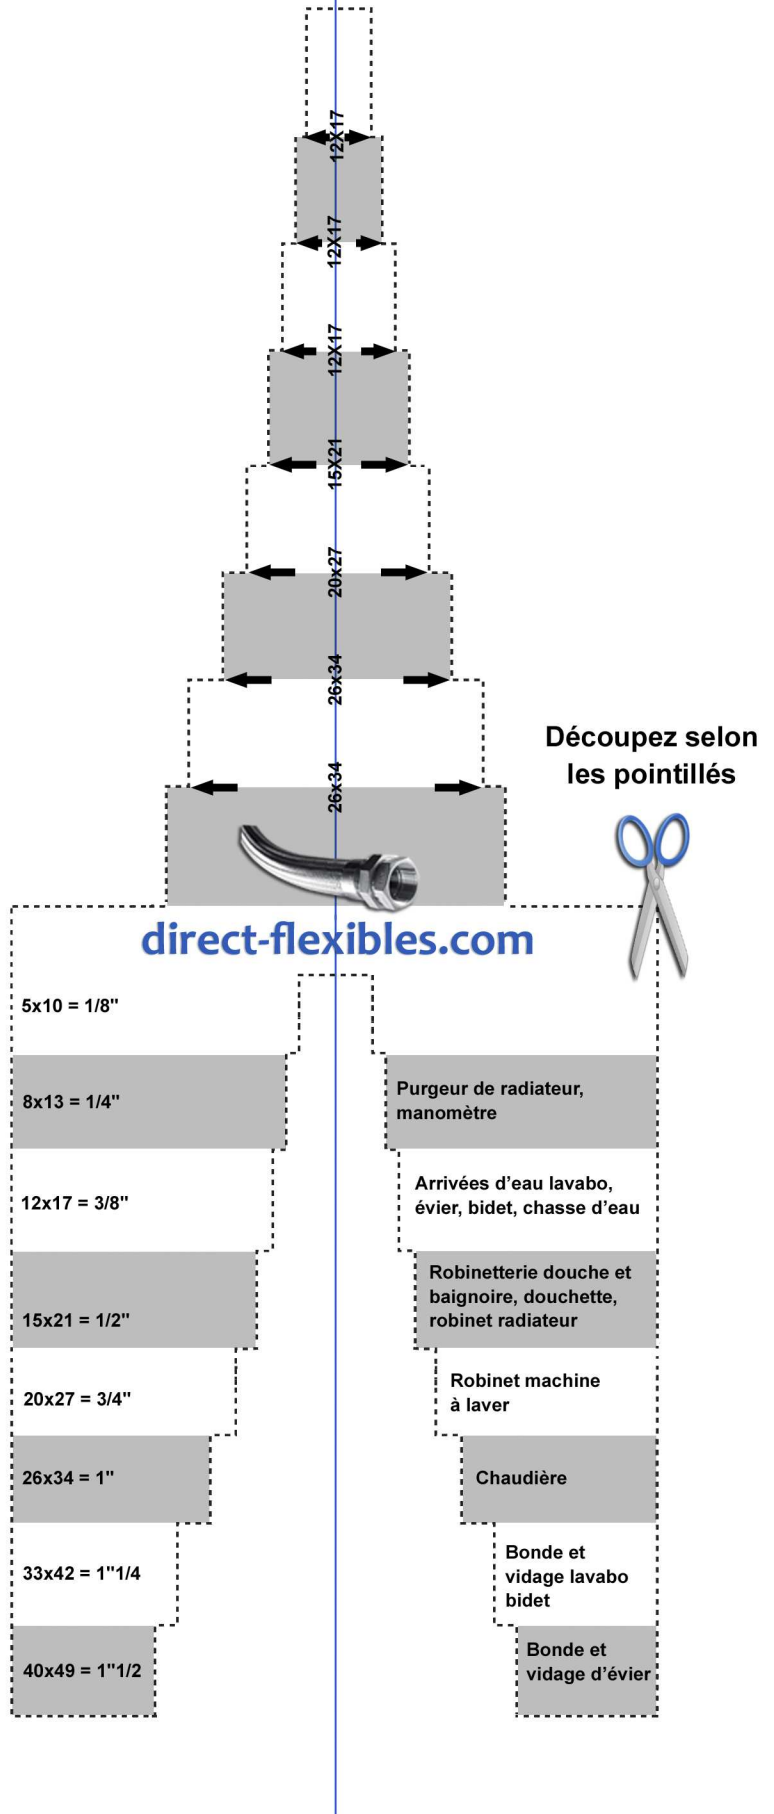 12X17
12X17
12X17
15X21
20x27
26x34
26x34
Découpez selon
les pointillés
direct-flexibles.com
5x10 = 1/8"
8x13 = 1/4"
Purgeur de radiateur,
manomètre
12x17 = 3/8"
Arrivées d’eau lavabo,
évier, bidet, chasse d’eau
15x21 = 1/2"
Robinetterie douche et
baignoire, douchette,
robinet radiateur
20x27 = 3/4"
Robinet machine
à laver
26x34 = 1"
Chaudière
33x42 = 1"1/4
Bonde et
vidage lavabo
bidet
40x49 = 1"1/2
Bonde et
vidage d’évier